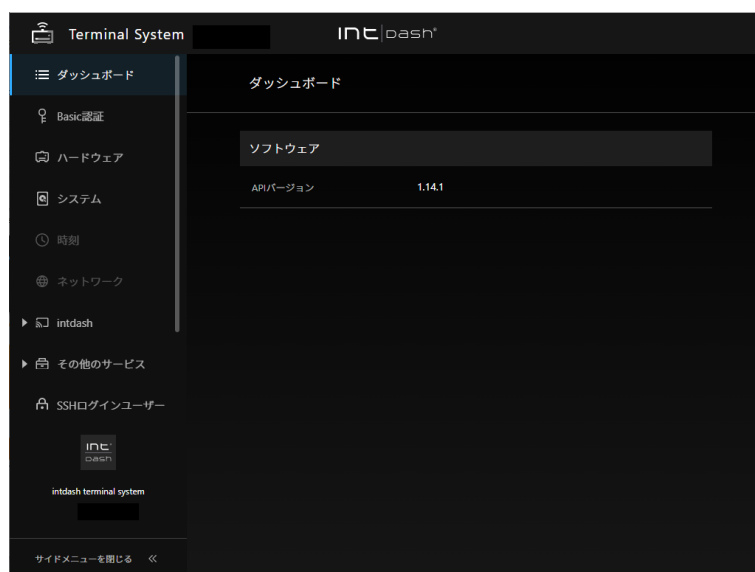 Terminal System
intdash®
ダッシュボード
Basic認証
ハードウェア
システム
時刻
ネットワーク
intdash
その他のサービス
SSHログインユーザー
int
dash
intdash terminal system
サイドメニューを閉じる
ダッシュボード
ソフトウェア
APIバージョン 1.14.1